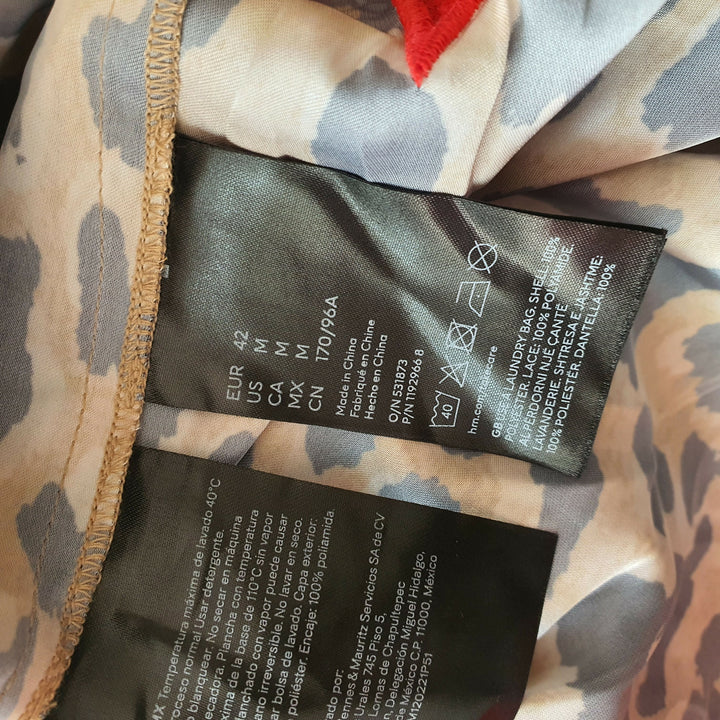 EUR 42
US M
CA M
MX M
CN 170/96A
Made in China
Fabriqué en Chine
Hecho en China
O/N 531873
P/N 1192966 8
40
hm.com/
care
GB USE A LAUNDRY BAG. SHELL: 100%
POLYESTER. LACE: 100% POLYAMIDE.
AL PERDORNI NJË ÇANTË
LAVANDERIE. SHTRESA E JASHTME:
100% POLIESTER. DANTELLA: 100%
MX Temperatura máxima de lavado 40°C
proceso normal Usar detergente.
blanquear. No secar en máquina
secadora. Plancha con temperatura
máxima de la base de 110°C sin vapor
planchado con vapor puede causar
irreversible. No lavar en seco.
bolsa de lavado. Capa exterior:
poliéster. Encaje: 100% poliamida.
por:
Hennes & Mauritz Servicios SA de CV
Urales 745 Piso 5,
Lomas de Chapultepec
Delegación Miguel Hidalgo,
México C.P. 11000, México
M120221P51